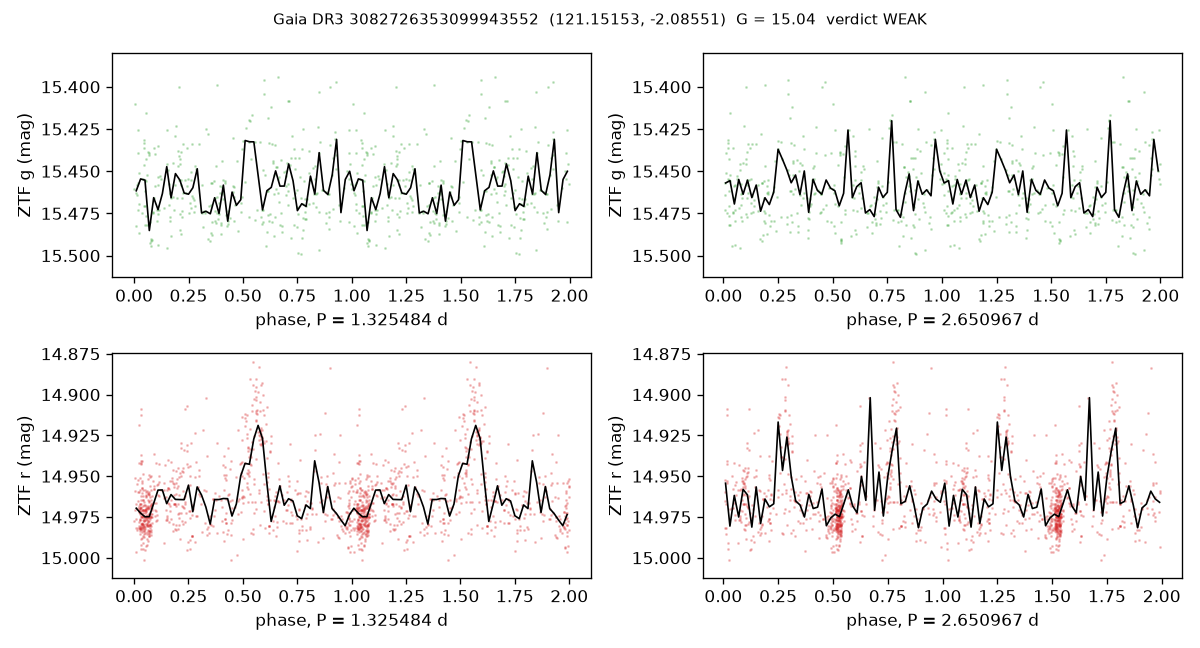 Gaia DR3 3082726353099943552 (121.15153, -2.08551) G = 15.04 verdict WEAK
ZTF g (mag)
15.400
15.425
15.450
15.475
15.500
0.00 0.25 0.50 0.75 1.00 1.25 1.50 1.75 2.00
phase, P = 1.325484 d
ZTF g (mag)
15.400
15.425
15.450
15.475
15.500
0.00 0.25 0.50 0.75 1.00 1.25 1.50 1.75 2.00
phase, P = 2.650967 d
ZTF r (mag)
14.875
14.900
14.925
14.950
14.975
15.000
0.00 0.25 0.50 0.75 1.00 1.25 1.50 1.75 2.00
phase, P = 1.325484 d
ZTF r (mag)
14.875
14.900
14.925
14.950
14.975
15.000
0.00 0.25 0.50 0.75 1.00 1.25 1.50 1.75 2.00
phase, P = 2.650967 d